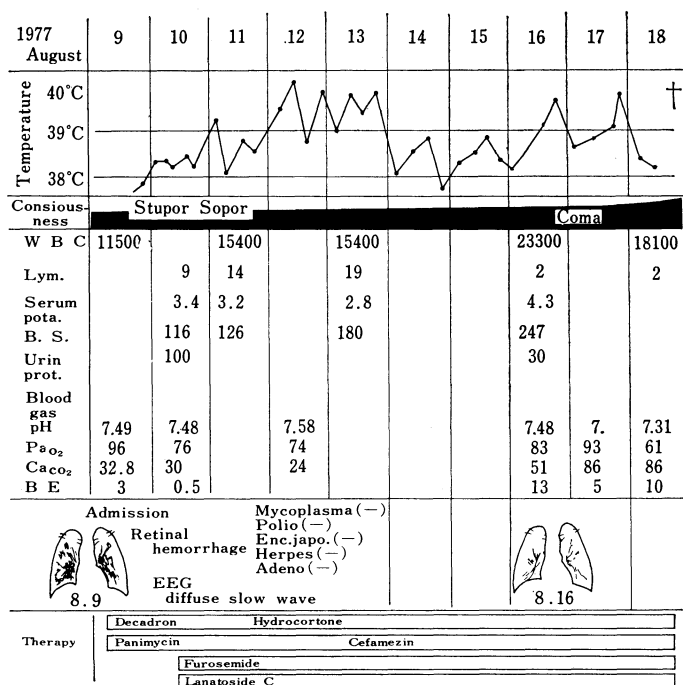 1977 August 9 10 11 .12 13 14 15 16 17 18
Temperature
40°C
39°C
38°C
†
Consiousness Stupor Sopor Coma
W B C 11500 15400 15400 23300 18100
Lym. 9 14 19 2 2
Serum pota. 3.4 3.2 2.8 4.3
B. S. 116 126 180 247
Urin prot. 100 30
Blood gas
pH 7.49 7.48 7.58 7.48 7. 7.31
PaO2 96 76 74 83 93 61
CaCO2 32.8 30 24 51 86 86
B E 3 0.5 13 5 10
Admission
Retinal hemorrhage
EEG
diffuse slow wave
Mycoplasma(—)
Polio(—)
Enc.japo.(—)
Herpes(—)
Adeno(—)
8.9
8.16
Therapy
Decadron Hydrocortone
Panimycin Cefamezin
Furosemide
Lanatoside C